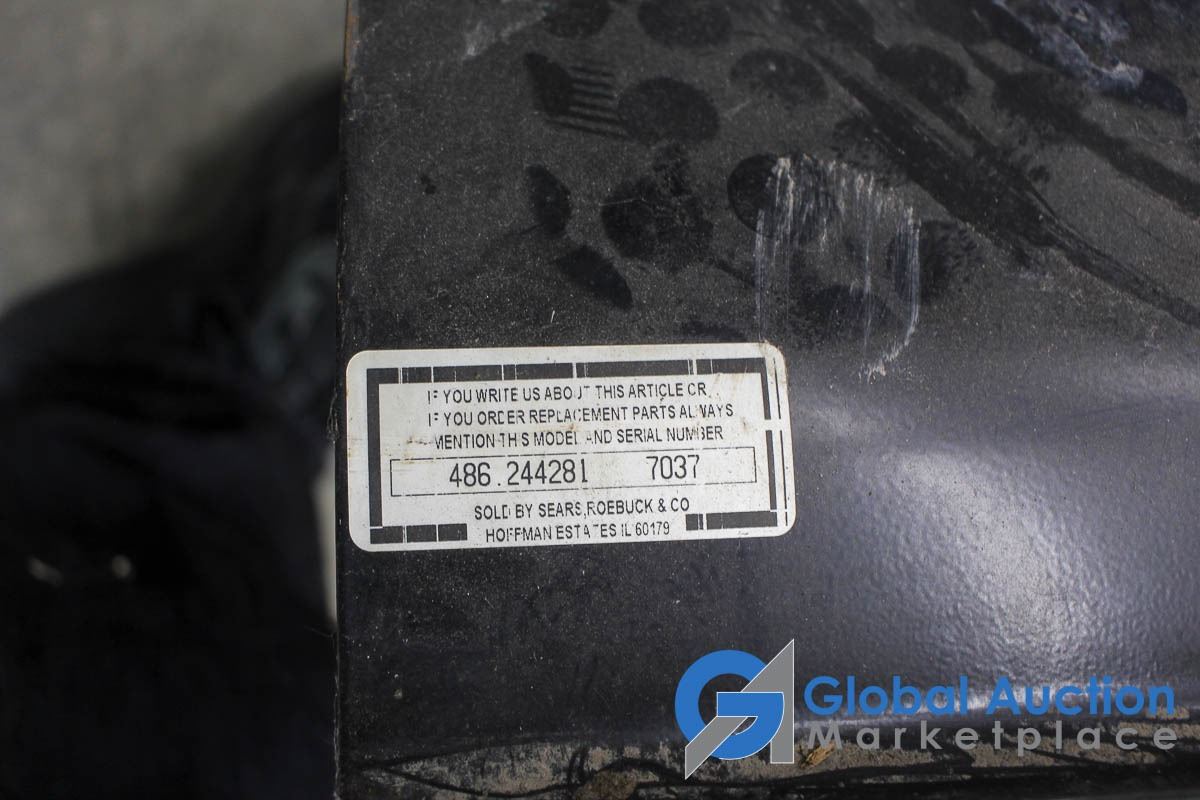 IF YOU WRITE US ABOUT THIS ARTICLE OR
IF YOU ORDER REPLACEMENT PARTS ALWAYS
MENTION THIS MODEL AND SERIAL NUMBER
486.244281 7037
SOLD BY SEARS, ROEBUCK & CO
HOFFMAN ESTATES IL 60179
Global Auction
Marketplace